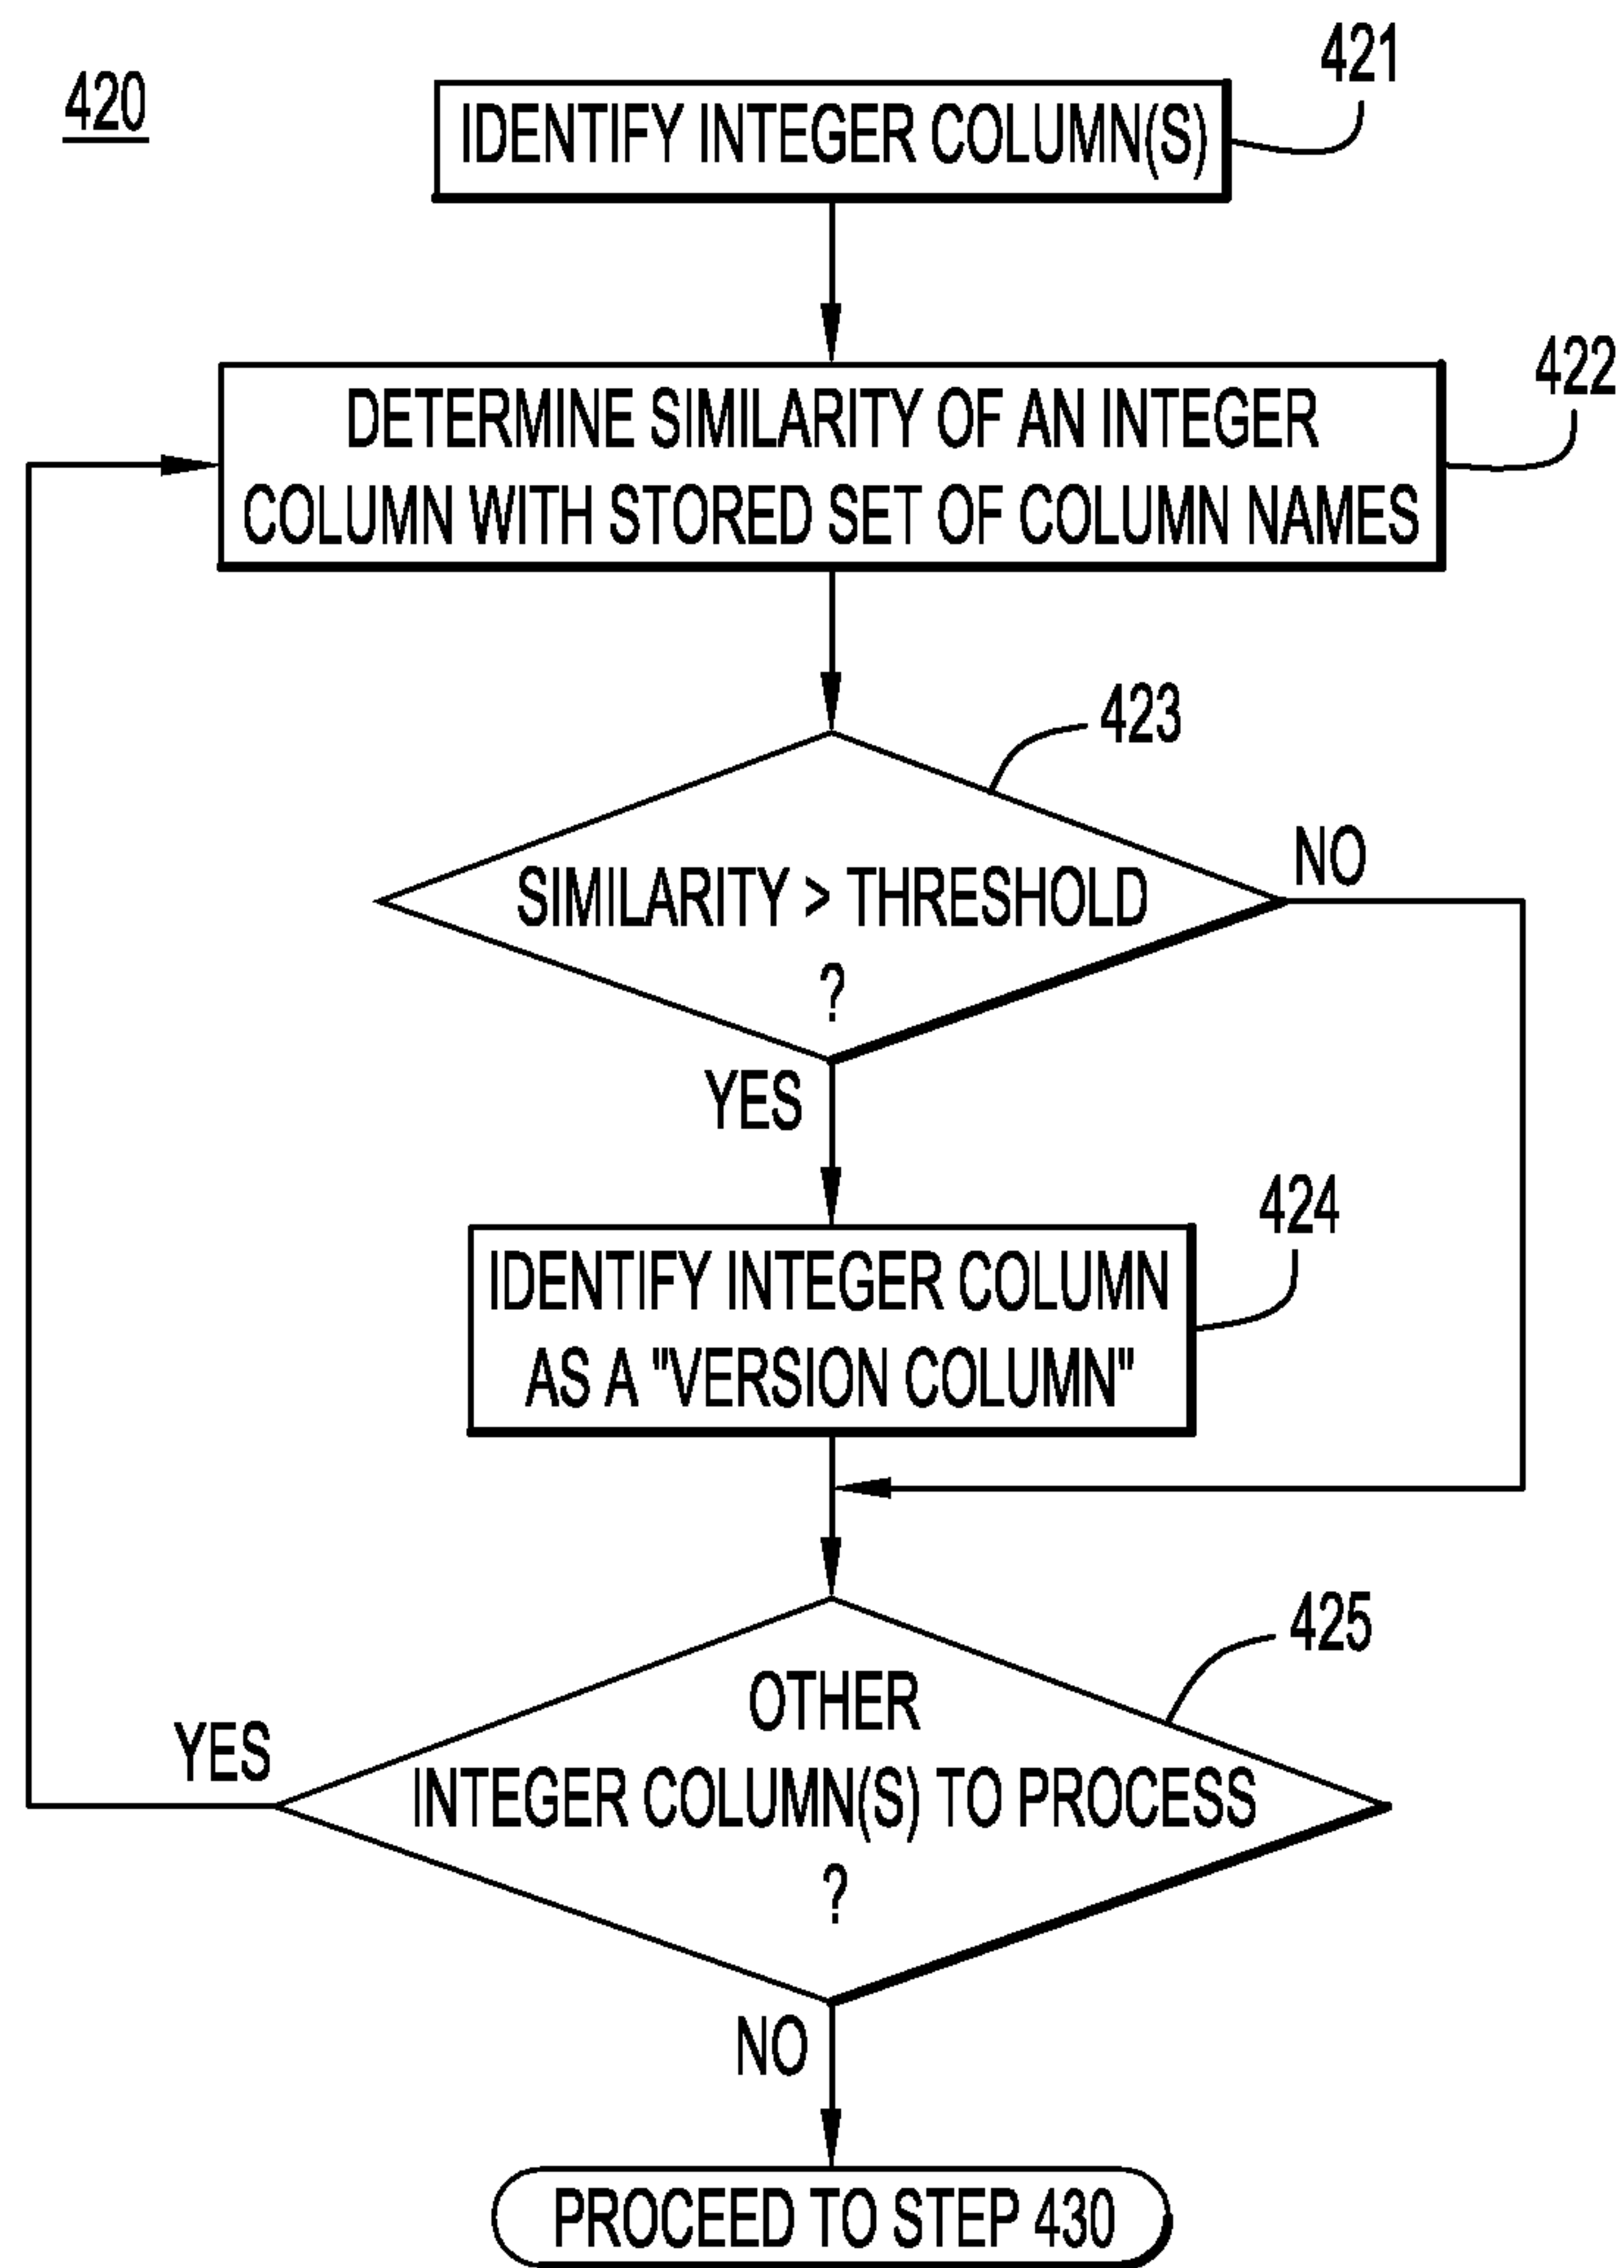 420
421
IDENTIFY INTEGER COLUMN(S)
422
DETERMINE SIMILARITY OF AN INTEGER
COLUMN WITH STORED SET OF COLUMN NAMES
423
NO
SIMILARITY > THRESHOLD
?
YES
424
IDENTIFY INTEGER COLUMN
AS A "VERSION COLUMN"
425
OTHER
YES
INTEGER COLUMN(S) TO PROCESS
?
NO
PROCEED TO STEP 430